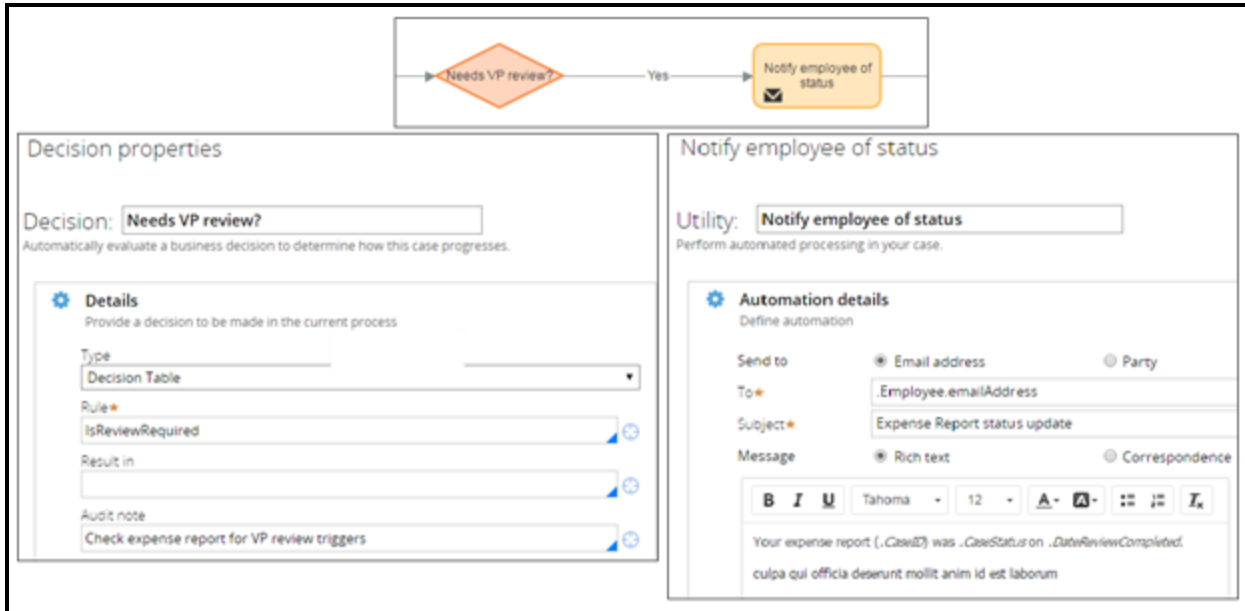 Needs VP review?
Yes
Notify employee of
status
Decision properties
Decision: Needs VP review?
Automatically evaluate a business decision to determine how this case progresses.
Details
Provide a decision to be made in the current process
Type
Decision Table
Rule★
IsReviewRequired
Result in
Audit note
Check expense report for VP review triggers
Notify employee of status
Utility: Notify employee of status
Perform automated processing in your case.
Automation details
Define automation
Send to Email address Party
To★ .Employee.emailAddress
Subject★ Expense Report status update
Message Rich text Correspondence
B I U Tahoma 12 A A Tx
Your expense report (.CaseID) was .CaseStatus on .DateReviewCompleted.
culpa qui officia deserunt mollit anim id est laborum